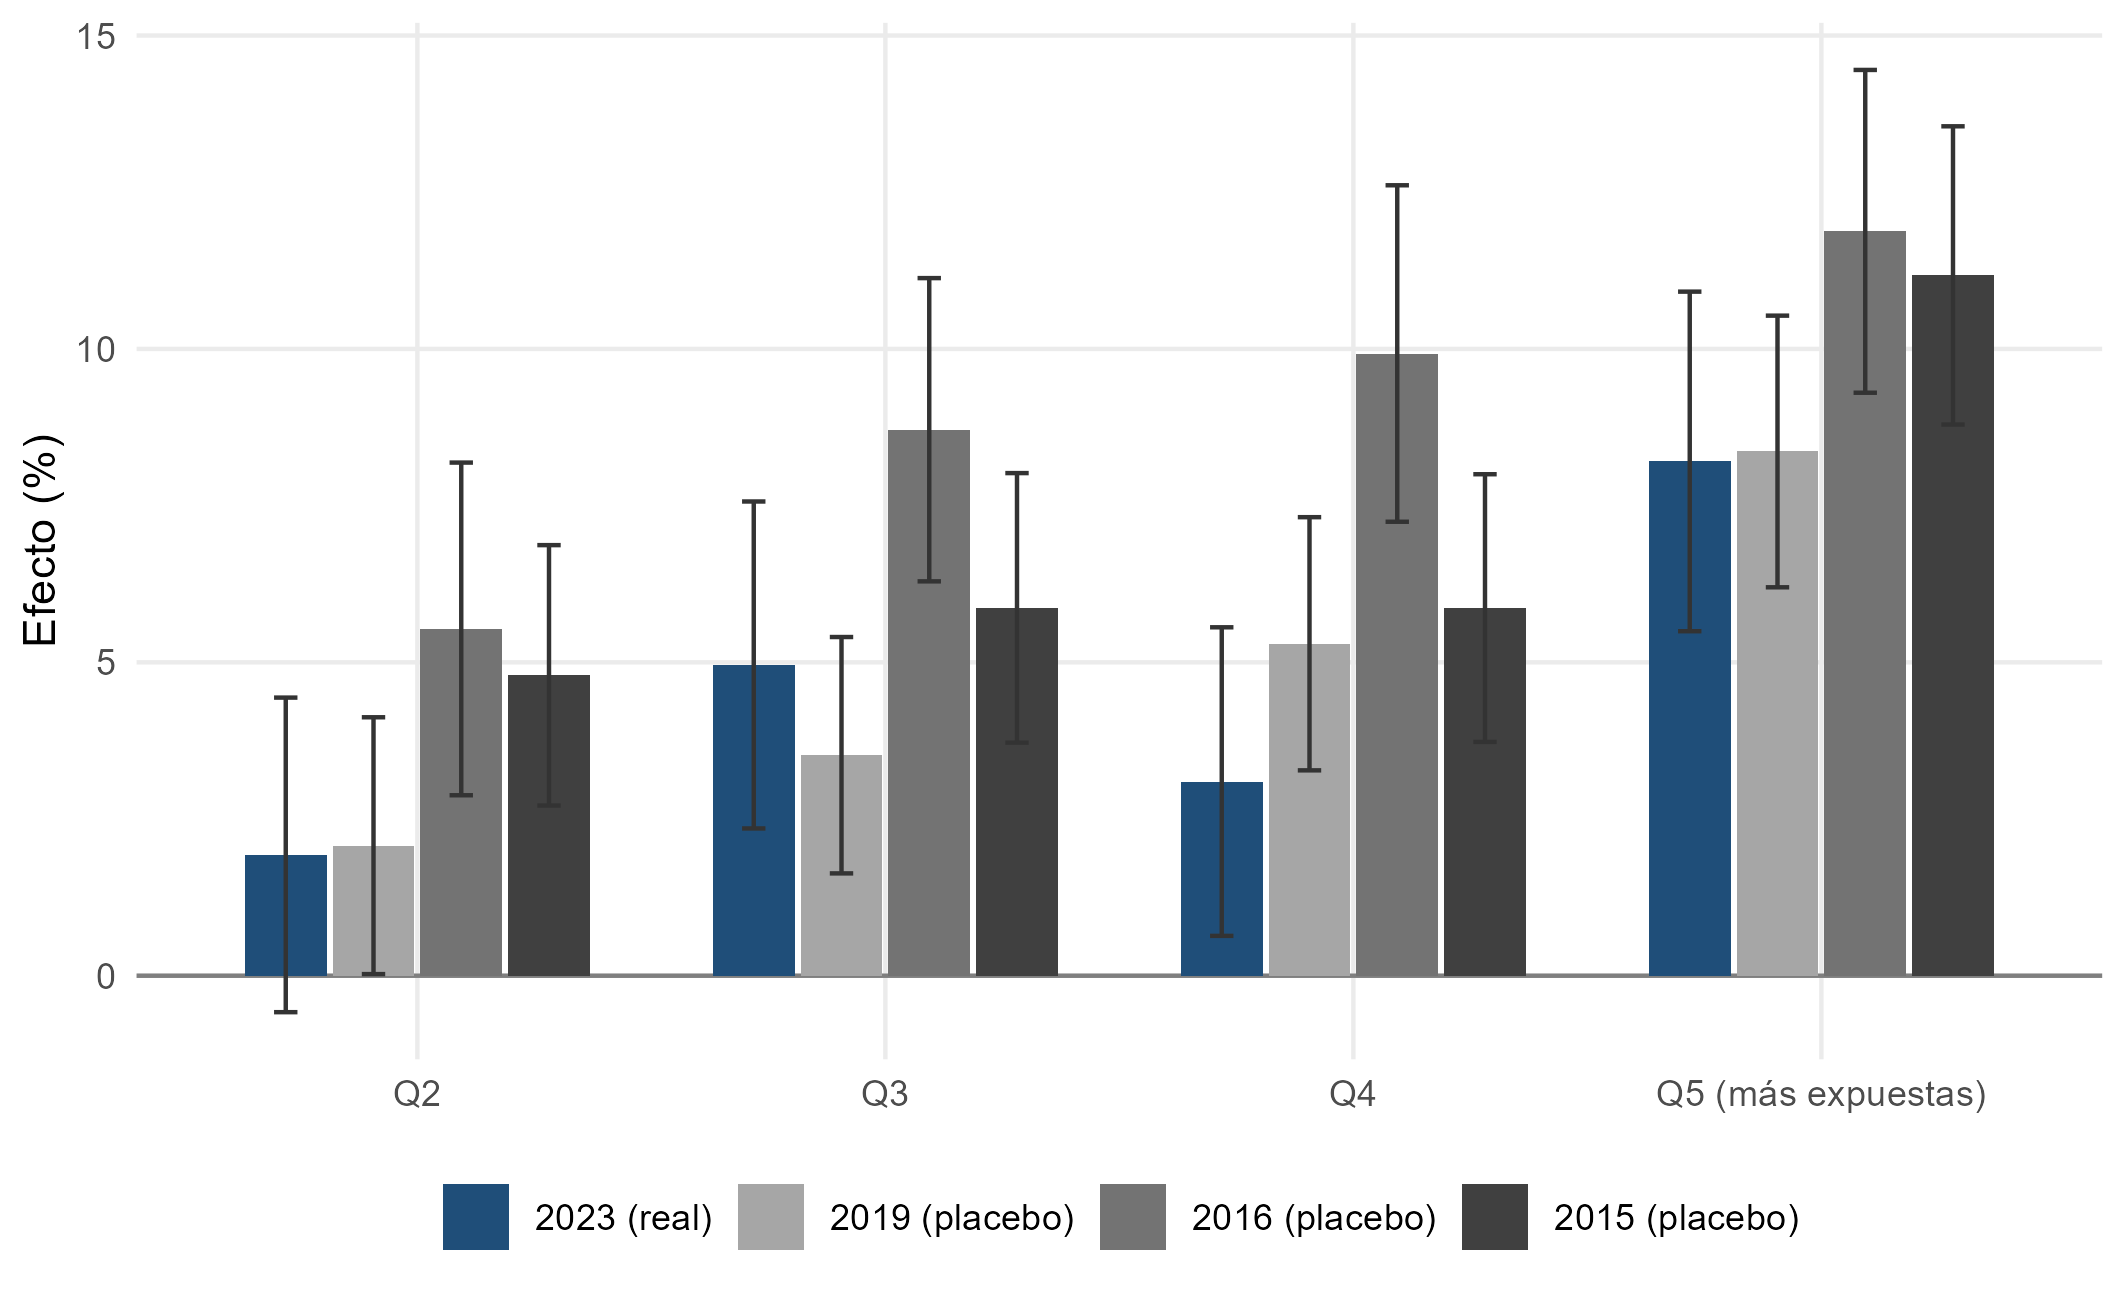 15
10
5
0
Efecto (%)
Q2 Q3 Q4 Q5 (más expuestas)
2023 (real) 2019 (placebo) 2016 (placebo) 2015 (placebo)